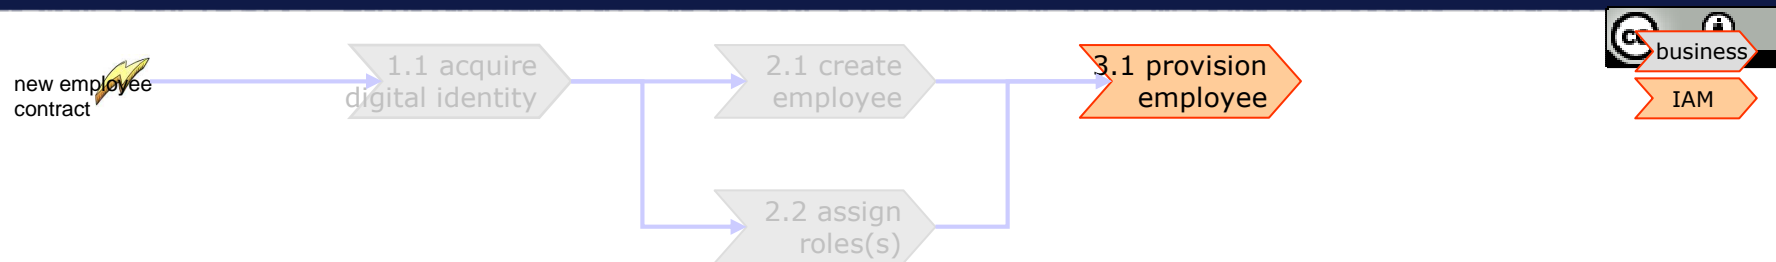 new employee
contract
1.1 acquire
digital identity
2.1 create
employee
3.1 provision
employee
2.2 assign
roles(s)
business
IAM